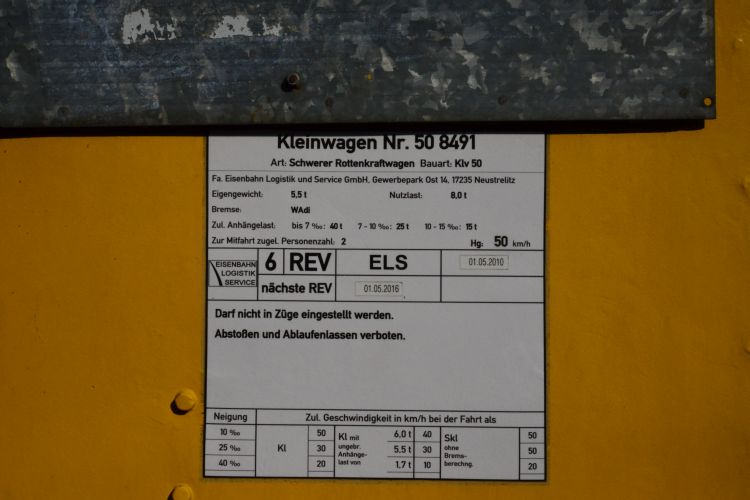 Kleinwagen Nr. 50 8491
Art: Schwerer Rottenkraftwagen Bauart: Klv 50
Fa. Eisenbahn Logistik und Service GmbH, Gewerbepark Ost 14, 17235 Neustrelitz
Eigengewicht: 5,5 t Nutzlast: 8,0 t
Bremse: WAdi
Zul. Anhängelast: bis 7 ‰: 40 t 7 - 10 ‰: 25 t 10 - 15 ‰: 15 t
Zur Mitfahrt zugel. Personenzahl: 2 Hg: 50 km/h
EISENBAHN
LOGISTIK
SERVICE
6 REV ELS 01.05.2010
nächste REV 01.05.2016
Darf nicht in Züge eingestellt werden.
Abstoßen und Ablaufenlassen verboten.
Neigung Zul. Geschwindigkeit in km/h bei der Fahrt als
10 ‰ 50 Kl mit 6,0 t 40 Skl 50
25 ‰ Kl 30 ungebr. Anhänge- 5,5 t 30 ohne Brems- 50
40 ‰ 20 last von 1,7 t 10 berechng. 20